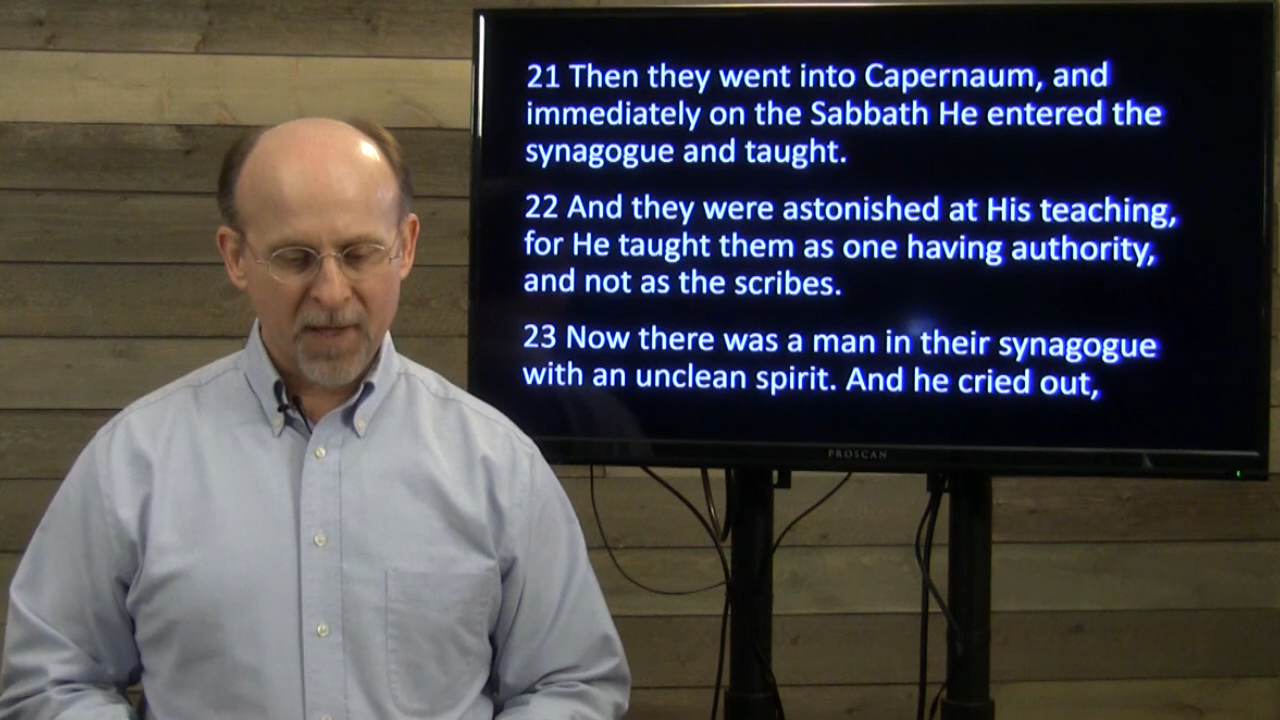 21 Then they went into Capernaum, and
immediately on the Sabbath He entered the
synagogue and taught.
22 And they were astonished at His teaching,
for He taught them as one having authority,
and not as the scribes.
23 Now there was a man in their synagogue
with an unclean spirit. And he cried out,
PROSCAN